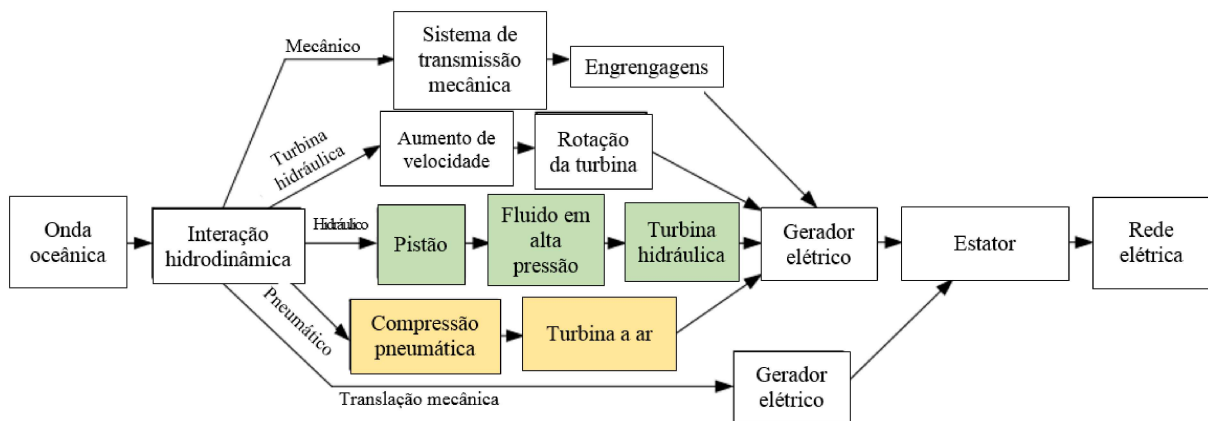 Mecânico
Sistema de
transmissão
mecânica
Engrengagens
Turbina
hidráulica
Aumento de
velocidade
Rotação
da turbina
Onda
oceânica
Interação
hidrodinâmica
Hidráulico
Pistão
Fluido em
alta
pressão
Turbina
hidráulica
Gerador
elétrico
Estator
Rede
elétrica
Pneumático
Compressão
pneumática
Turbina a ar
Translação mecânica
Gerador
elétrico